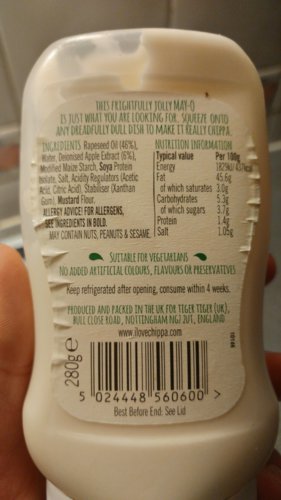 THIS FRIGHTFULLY JOLLY MAY-O
IS JUST WHAT YOU ARE LOOKING FOR. SQUEEZE ONTO
ANY DREADFULLY DULL DISH TO MAKE IT REALLY CHIPPA.
INGREDIENTS Rapeseed Oil (46%),
Water, Deionised Apple Extract (6%),
Modified Maize Starch, Soya Protein
Isolate, Salt, Acidity Regulators (Acetic
Acid, Citric Acid), Stabiliser (Xanthan
Gum), Mustard Flour.
ALLERGY ADVICE! FOR ALLERGENS,
SEE INGREDIENTS IN BOLD.
MAY CONTAIN NUTS, PEANUTS & SESAME.
NUTRITION INFORMATION
Typical value Per 100g
Energy 1829kJ/437kcal
Fat 45.6g
of which saturates 3.0g
Carbohydrates 5.3g
of which sugars 3.7g
Protein 1.4g
Salt 1.05g
SUITABLE FOR VEGETARIANS
NO ADDED ARTIFICIAL COLOURS, FLAVOURS OR PRESERVATIVES
Keep refrigerated after opening, consume within 4 weeks.
PRODUCED AND PACKED IN THE UK FOR TIGER TIGER (UK),
BULL CLOSE ROAD, NOTTINGHAM NG7 2UT, ENGLAND
www.ilovechippa.com
280g e
5 024448 560600 >
Best Before End: See Lid